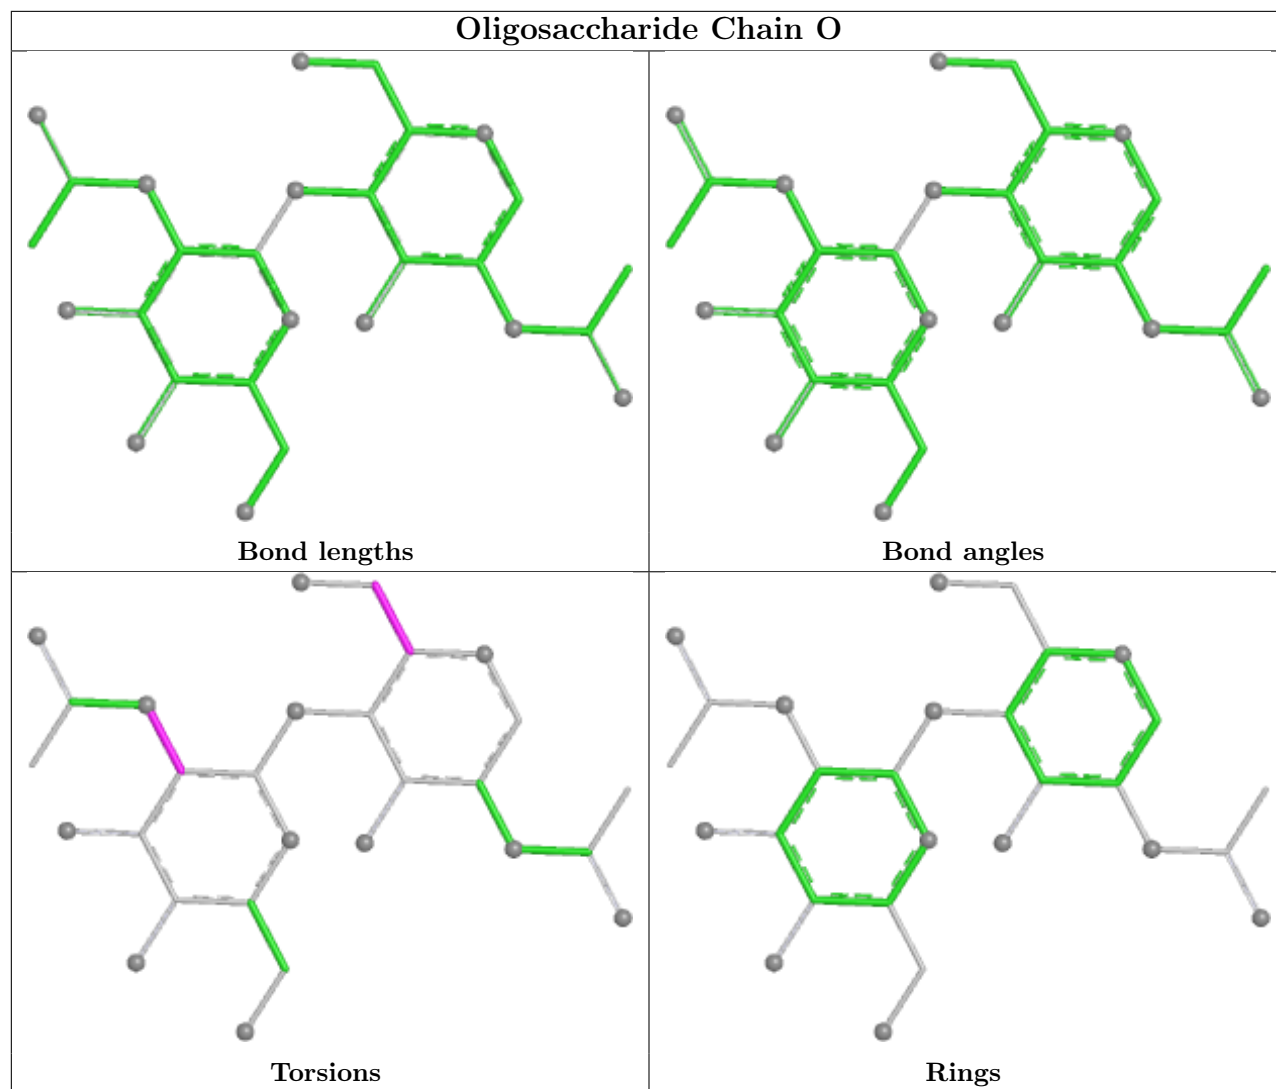 Oligosaccharide Chain O
Bond lengths
Bond angles
Torsions
Rings